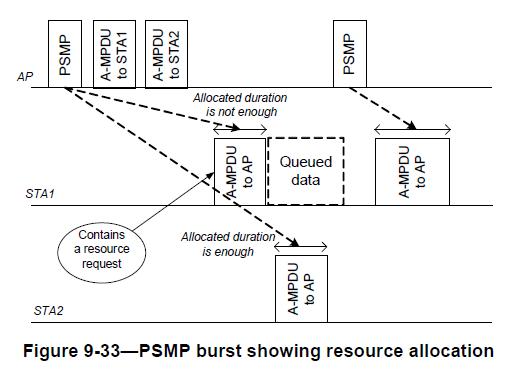 PSMP
A-MPDU
to STA1
A-MPDU
to STA2
PSMP
AP
Allocated duration
is not enough
A-MPDU
to AP
Queued
data
A-MPDU
to AP
STA1
Contains
a resource
request
Allocated duration
is enough
A-MPDU
to AP
STA2
Figure 9-33—PSMP burst showing resource allocation